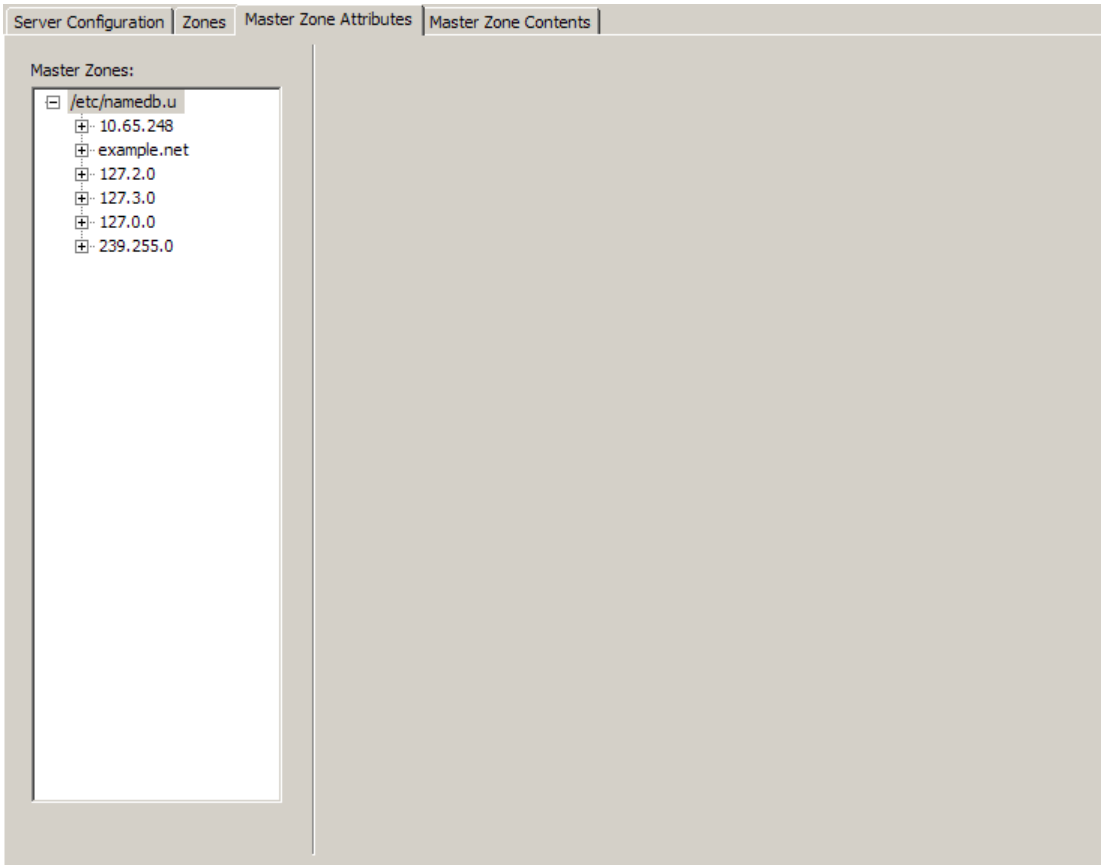 Server Configuration Zones Master Zone Attributes Master Zone Contents
Master Zones:
/etc/namedb.u
10.65.248
example.net
127.2.0
127.3.0
127.0.0
239.255.0